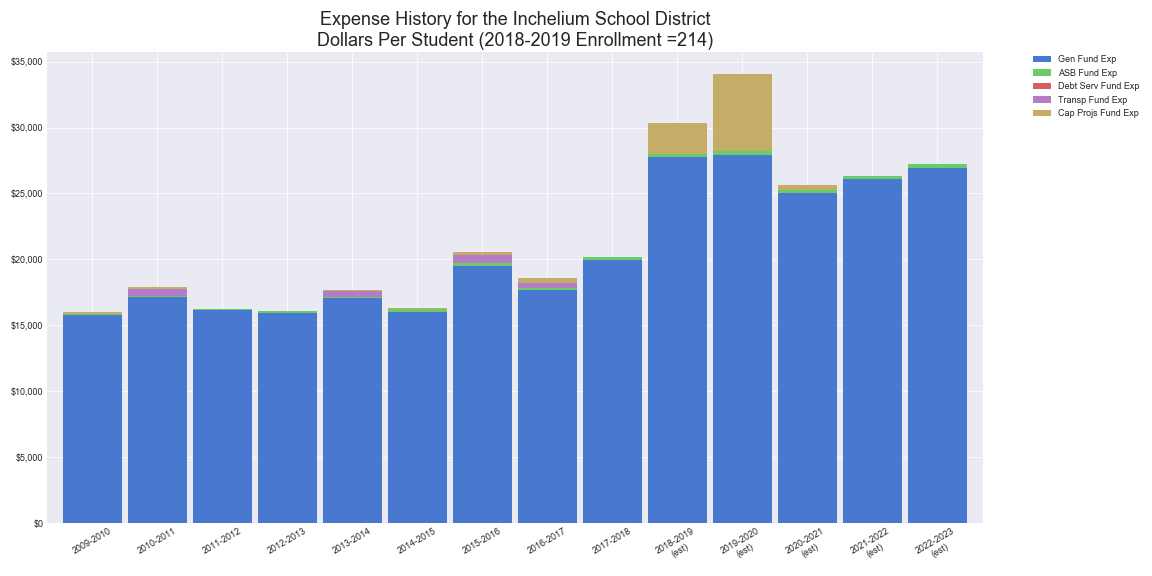 Expense History for the Inchelium School District
Dollars Per Student (2018-2019 Enrollment =214)
$35,000
$30,000
$25,000
$20,000
$15,000
$10,000
$5,000
$0
2009-2010
2010-2011
2011-2012
2012-2013
2013-2014
2014-2015
2015-2016
2016-2017
2017-2018
2018-2019
(est)
2019-2020
(est)
2020-2021
(est)
2021-2022
(est)
2022-2023
(est)
Gen Fund Exp
ASB Fund Exp
Debt Serv Fund Exp
Transp Fund Exp
Cap Projs Fund Exp